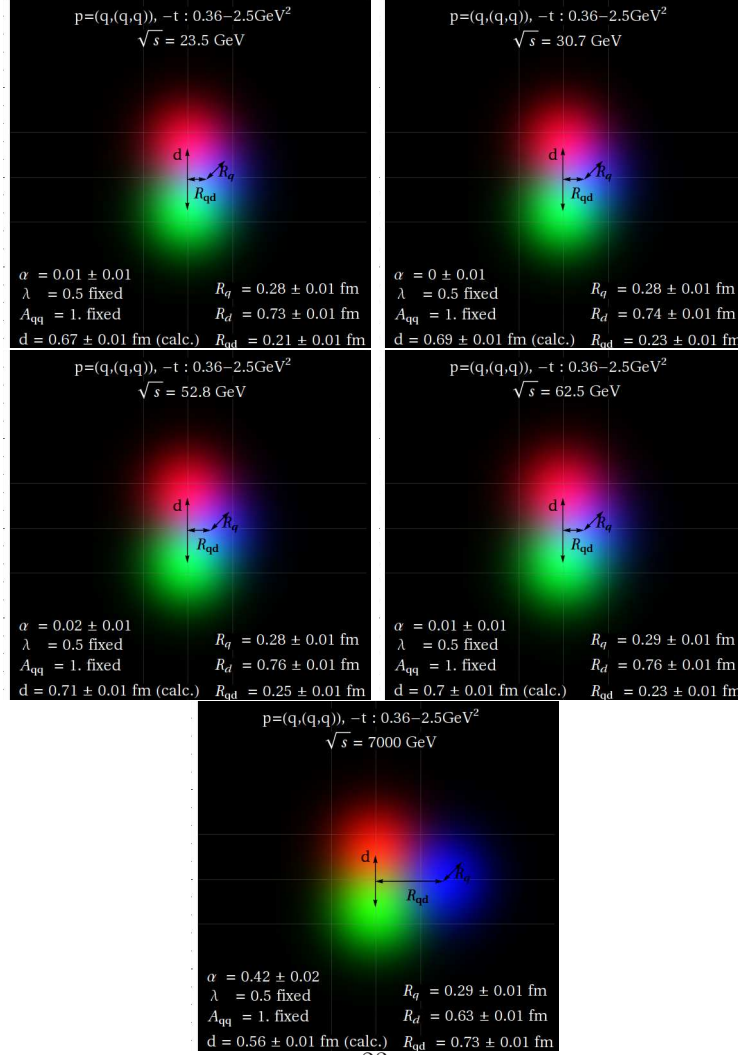 p=(q,(q,q)), −t : 0.36−2.5GeV²
√s = 23.5 GeV
d
R_q
R_qd
α = 0.01 ± 0.01
λ = 0.5 fixed
A_qq = 1. fixed
d = 0.67 ± 0.01 fm (calc.)
R_q = 0.28 ± 0.01 fm
R_d = 0.73 ± 0.01 fm
R_qd = 0.21 ± 0.01 fm
p=(q,(q,q)), −t : 0.36−2.5GeV²
√s = 30.7 GeV
d
R_q
R_qd
α = 0 ± 0.01
λ = 0.5 fixed
A_qq = 1. fixed
d = 0.69 ± 0.01 fm (calc.)
R_q = 0.28 ± 0.01 fm
R_d = 0.74 ± 0.01 fm
R_qd = 0.23 ± 0.01 fm
p=(q,(q,q)), −t : 0.36−2.5GeV²
√s = 52.8 GeV
d
R_q
R_qd
α = 0.02 ± 0.01
λ = 0.5 fixed
A_qq = 1. fixed
d = 0.71 ± 0.01 fm (calc.)
R_q = 0.28 ± 0.01 fm
R_d = 0.76 ± 0.01 fm
R_qd = 0.25 ± 0.01 fm
p=(q,(q,q)), −t : 0.36−2.5GeV²
√s = 62.5 GeV
d
R_q
R_qd
α = 0.01 ± 0.01
λ = 0.5 fixed
A_qq = 1. fixed
d = 0.7 ± 0.01 fm (calc.)
R_q = 0.29 ± 0.01 fm
R_d = 0.76 ± 0.01 fm
R_qd = 0.23 ± 0.01 fm
p=(q,(q,q)), −t : 0.36−2.5GeV²
√s = 7000 GeV
d
R_q
R_qd
α = 0.42 ± 0.02
λ = 0.5 fixed
A_qq = 1. fixed
d = 0.56 ± 0.01 fm (calc.)
R_q = 0.29 ± 0.01 fm
R_d = 0.63 ± 0.01 fm
R_qd = 0.73 ± 0.01 fm